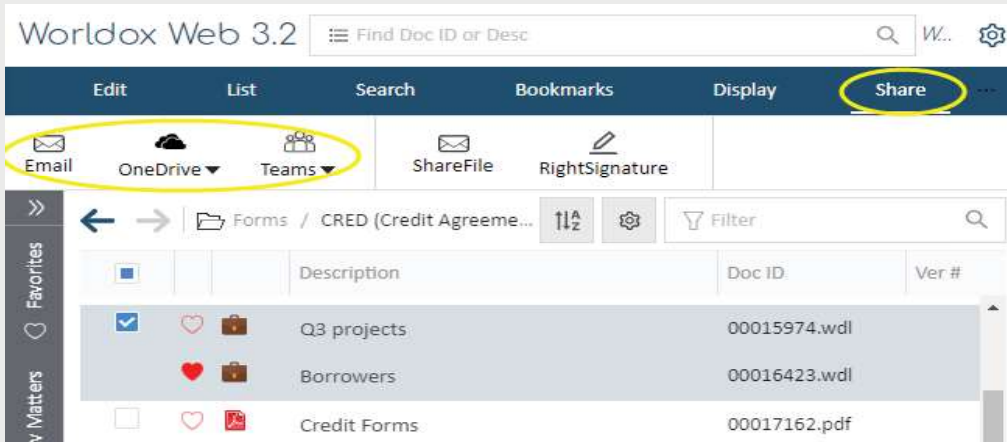 Worldox Web 3.2 Find Doc ID or Desc W...
Edit List Search Bookmarks Display Share ...
Email OneDrive Teams ShareFile RightSignature
Forms / CRED (Credit Agreeme... Filter
Favorites
Description Doc ID Ver #
Q3 projects 00015974.wdl
Borrowers 00016423.wdl
Matters
Credit Forms 00017162.pdf